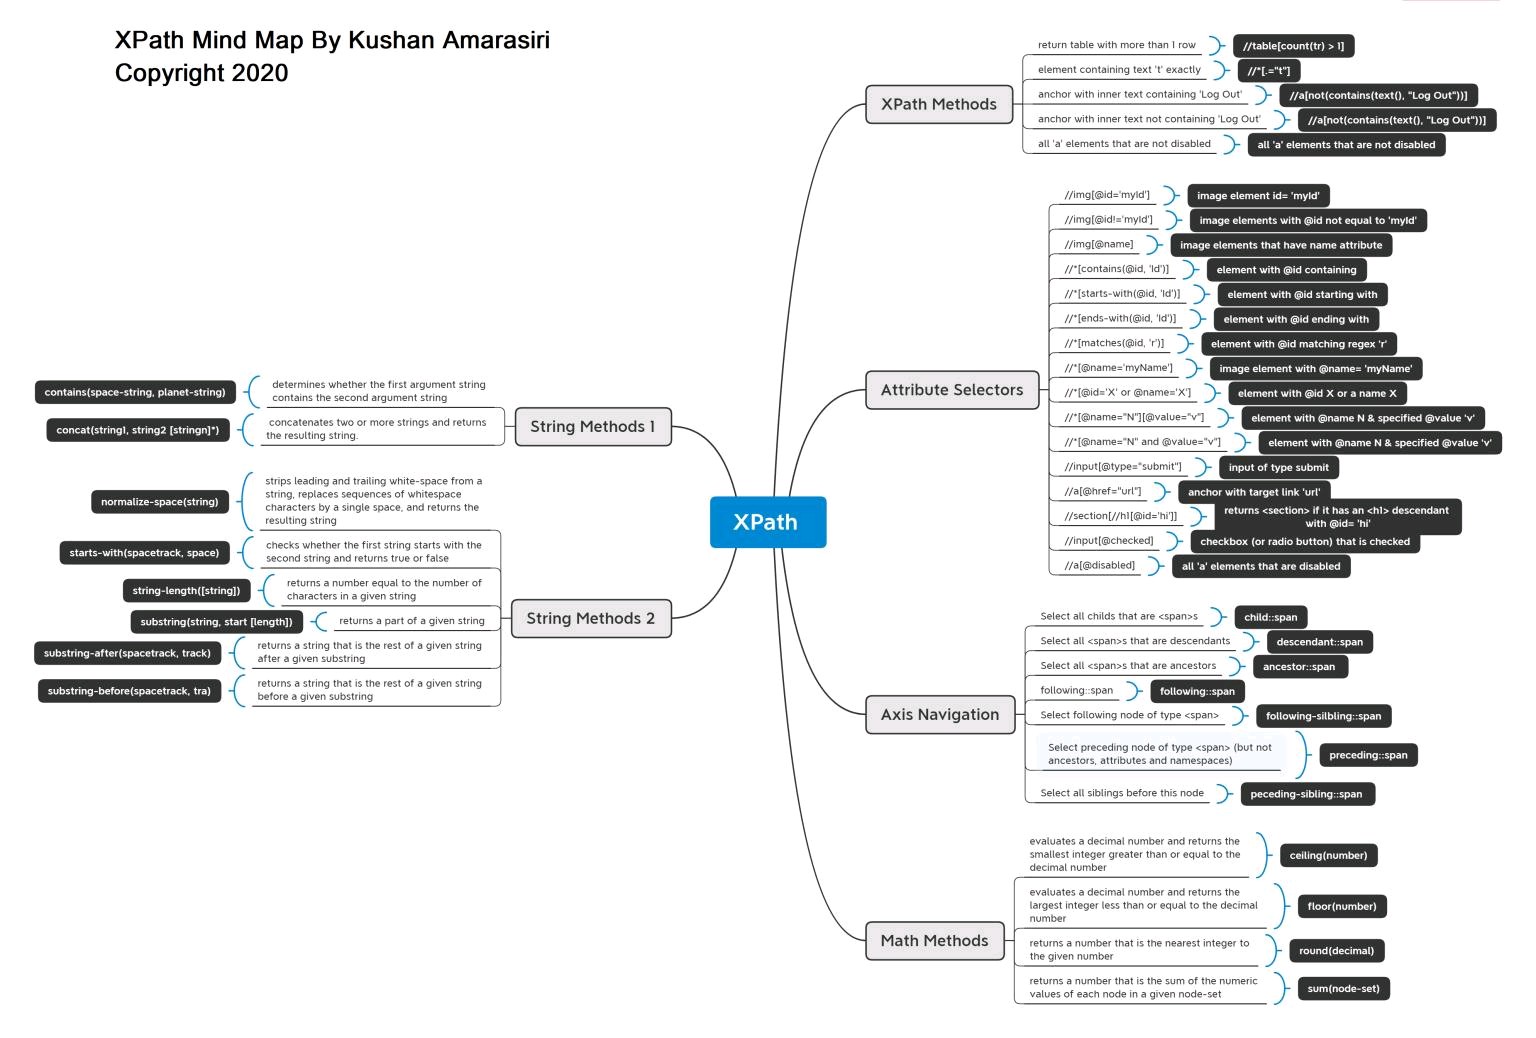 XPath Mind Map By Kushan Amarasiri
Copyright 2020
XPath
XPath Methods
return table with more than 1 row
//table[count(tr) > 1]
element containing text 't' exactly
//*[.="t"]
anchor with inner text containing 'Log Out'
//a[not(contains(text(), "Log Out"))]
anchor with inner text not containing 'Log Out'
//a[not(contains(text(), "Log Out"))]
all 'a' elements that are not disabled
all 'a' elements that are not disabled
Attribute Selectors
//img[@id='myId']
image element id= 'myId'
//img[@id!='myId']
image elements with @id not equal to 'myId'
//img[@name]
image elements that have name attribute
//*[contains(@id, 'Id')]
element with @id containing
//*[starts-with(@id, 'Id')]
element with @id starting with
//*[ends-with(@id, 'Id')]
element with @id ending with
//*[matches(@id, 'r')]
element with @id matching regex 'r'
//*[@name='myName']
image element with @name= 'myName'
//*[@id='X' or @name='X']
element with @id X or a name X
//*[@name="N"][@value="v"]
element with @name N & specified @value 'v'
//*[@name="N" and @value="v"]
element with @name N & specified @value 'v'
//input[@type="submit"]
input of type submit
//a[@href="url"]
anchor with target link 'url'
//section[//h1[@id='hi']]
returns <section> if it has an <h1> descendant
with @id= 'hi'
//input[@checked]
checkbox (or radio button) that is checked
//a[@disabled]
all 'a' elements that are disabled
Axis Navigation
Select all childs that are <span>s
child::span
Select all <span>s that are descendants
descendant::span
Select all <span>s that are ancestors
ancestor::span
following::span
following::span
Select following node of type <span>
following-silbling::span
Select preceding node of type <span> (but not
ancestors, attributes and namespaces)
preceding::span
Select all siblings before this node
peceding-sibling::span
Math Methods
evaluates a decimal number and returns the
smallest integer greater than or equal to the
decimal number
ceiling(number)
evaluates a decimal number and returns the
largest integer less than or equal to the decimal
number
floor(number)
returns a number that is the nearest integer to
the given number
round(decimal)
returns a number that is the sum of the numeric
values of each node in a given node-set
sum(node-set)
String Methods 1
determines whether the first argument string
contains the second argument string
contains(space-string, planet-string)
concatenates two or more strings and returns
the resulting string.
concat(string1, string2 [stringn]*)
String Methods 2
strips leading and trailing white-space from a
string, replaces sequences of whitespace
characters by a single space, and returns the
resulting string
normalize-space(string)
checks whether the first string starts with the
second string and returns true or false
starts-with(spacetrack, space)
returns a number equal to the number of
characters in a given string
string-length([string])
returns a part of a given string
substring(string, start [length])
returns a string that is the rest of a given string
after a given substring
substring-after(spacetrack, track)
returns a string that is the rest of a given string
before a given substring
substring-before(spacetrack, tra)